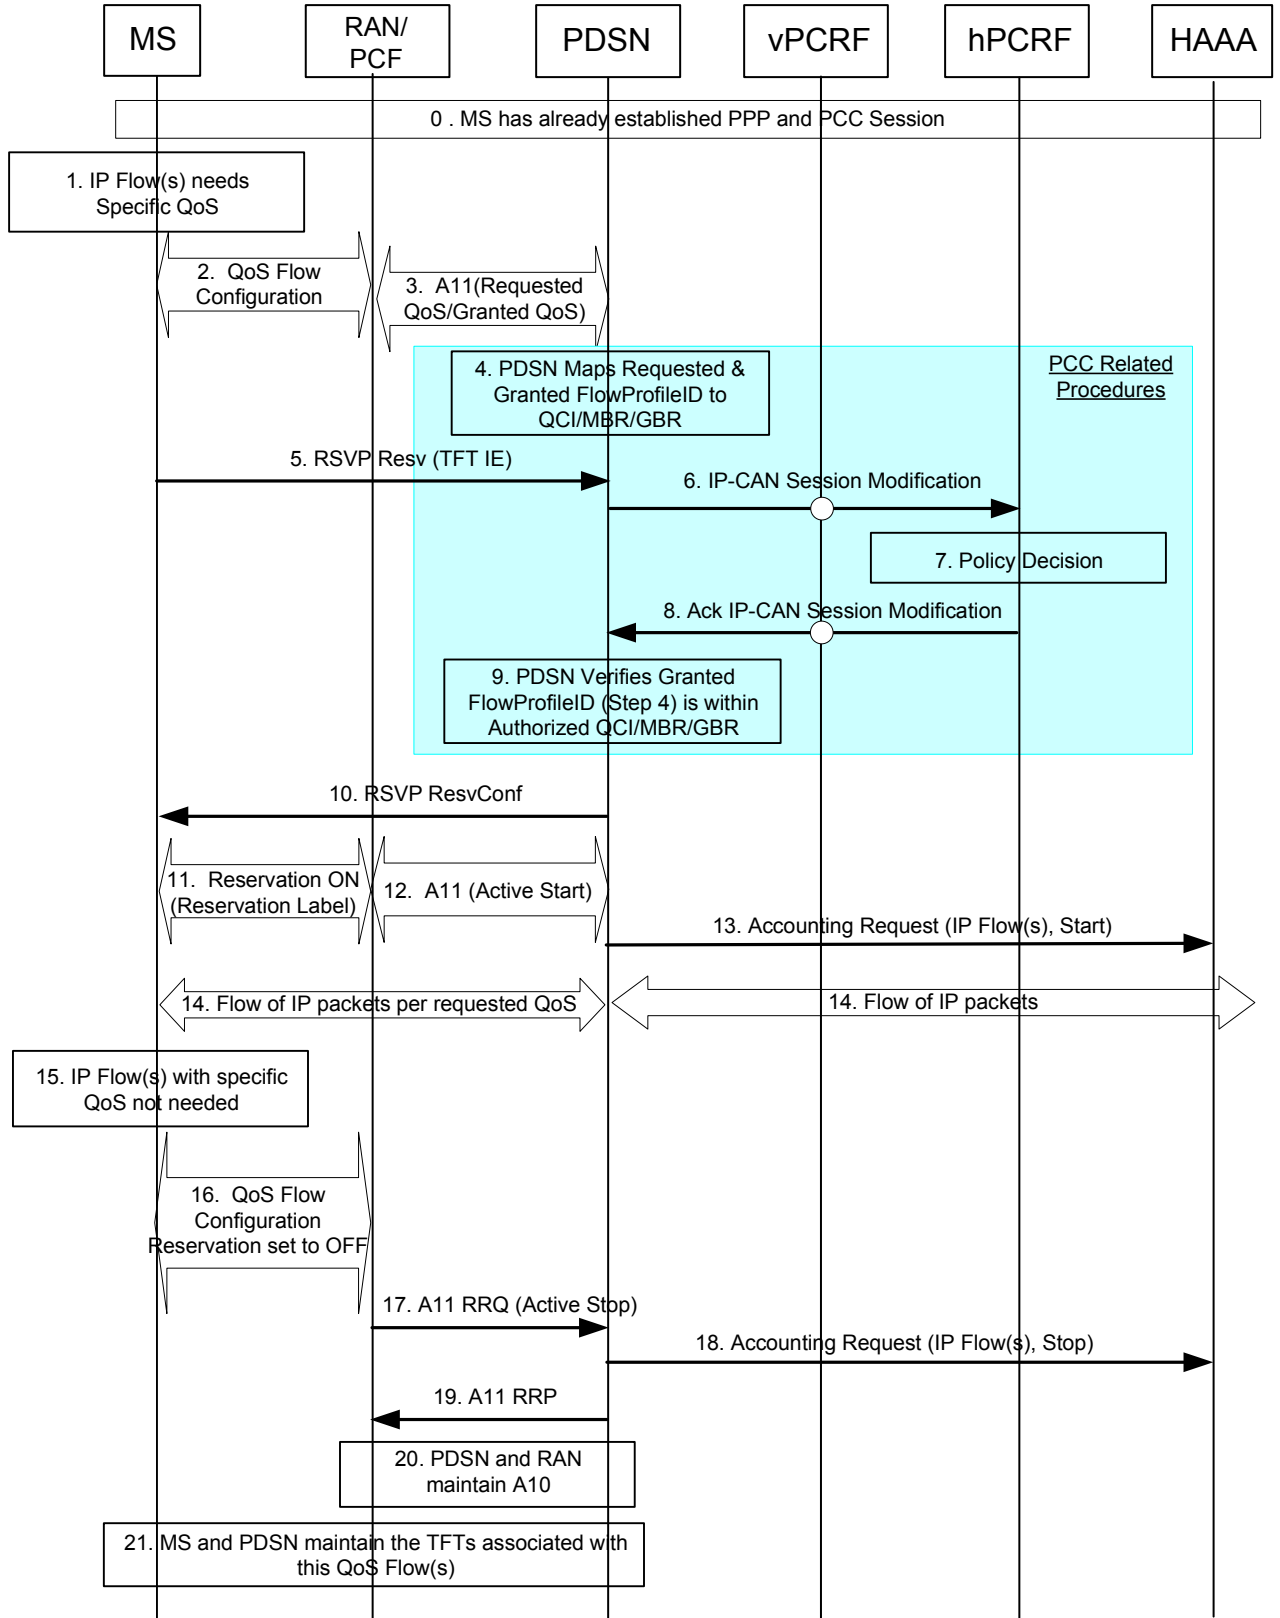 MS
RAN/
PCF
PDSN
vPCRF
hPCRF
HAAA
0 . MS has already established PPP and PCC Session
1. IP Flow(s) needs
Specific QoS
2. QoS Flow
Configuration
3. A11(Requested
QoS/Granted QoS)
4. PDSN Maps Requested &
Granted FlowProfileID to
QCI/MBR/GBR
PCC Related
Procedures
5. RSVP Resv (TFT IE)
6. IP-CAN Session Modification
7. Policy Decision
8. Ack IP-CAN Session Modification
9. PDSN Verifies Granted
FlowProfileID (Step 4) is within
Authorized QCI/MBR/GBR
10. RSVP ResvConf
11. Reservation ON
(Reservation Label)
12. A11 (Active Start)
13. Accounting Request (IP Flow(s), Start)
14. Flow of IP packets per requested QoS
14. Flow of IP packets
15. IP Flow(s) with specific
QoS not needed
16. QoS Flow
Configuration
Reservation set to OFF
17. A11 RRQ (Active Stop)
18. Accounting Request (IP Flow(s), Stop)
19. A11 RRP
20. PDSN and RAN
maintain A10
21. MS and PDSN maintain the TFTs associated with
this QoS Flow(s)